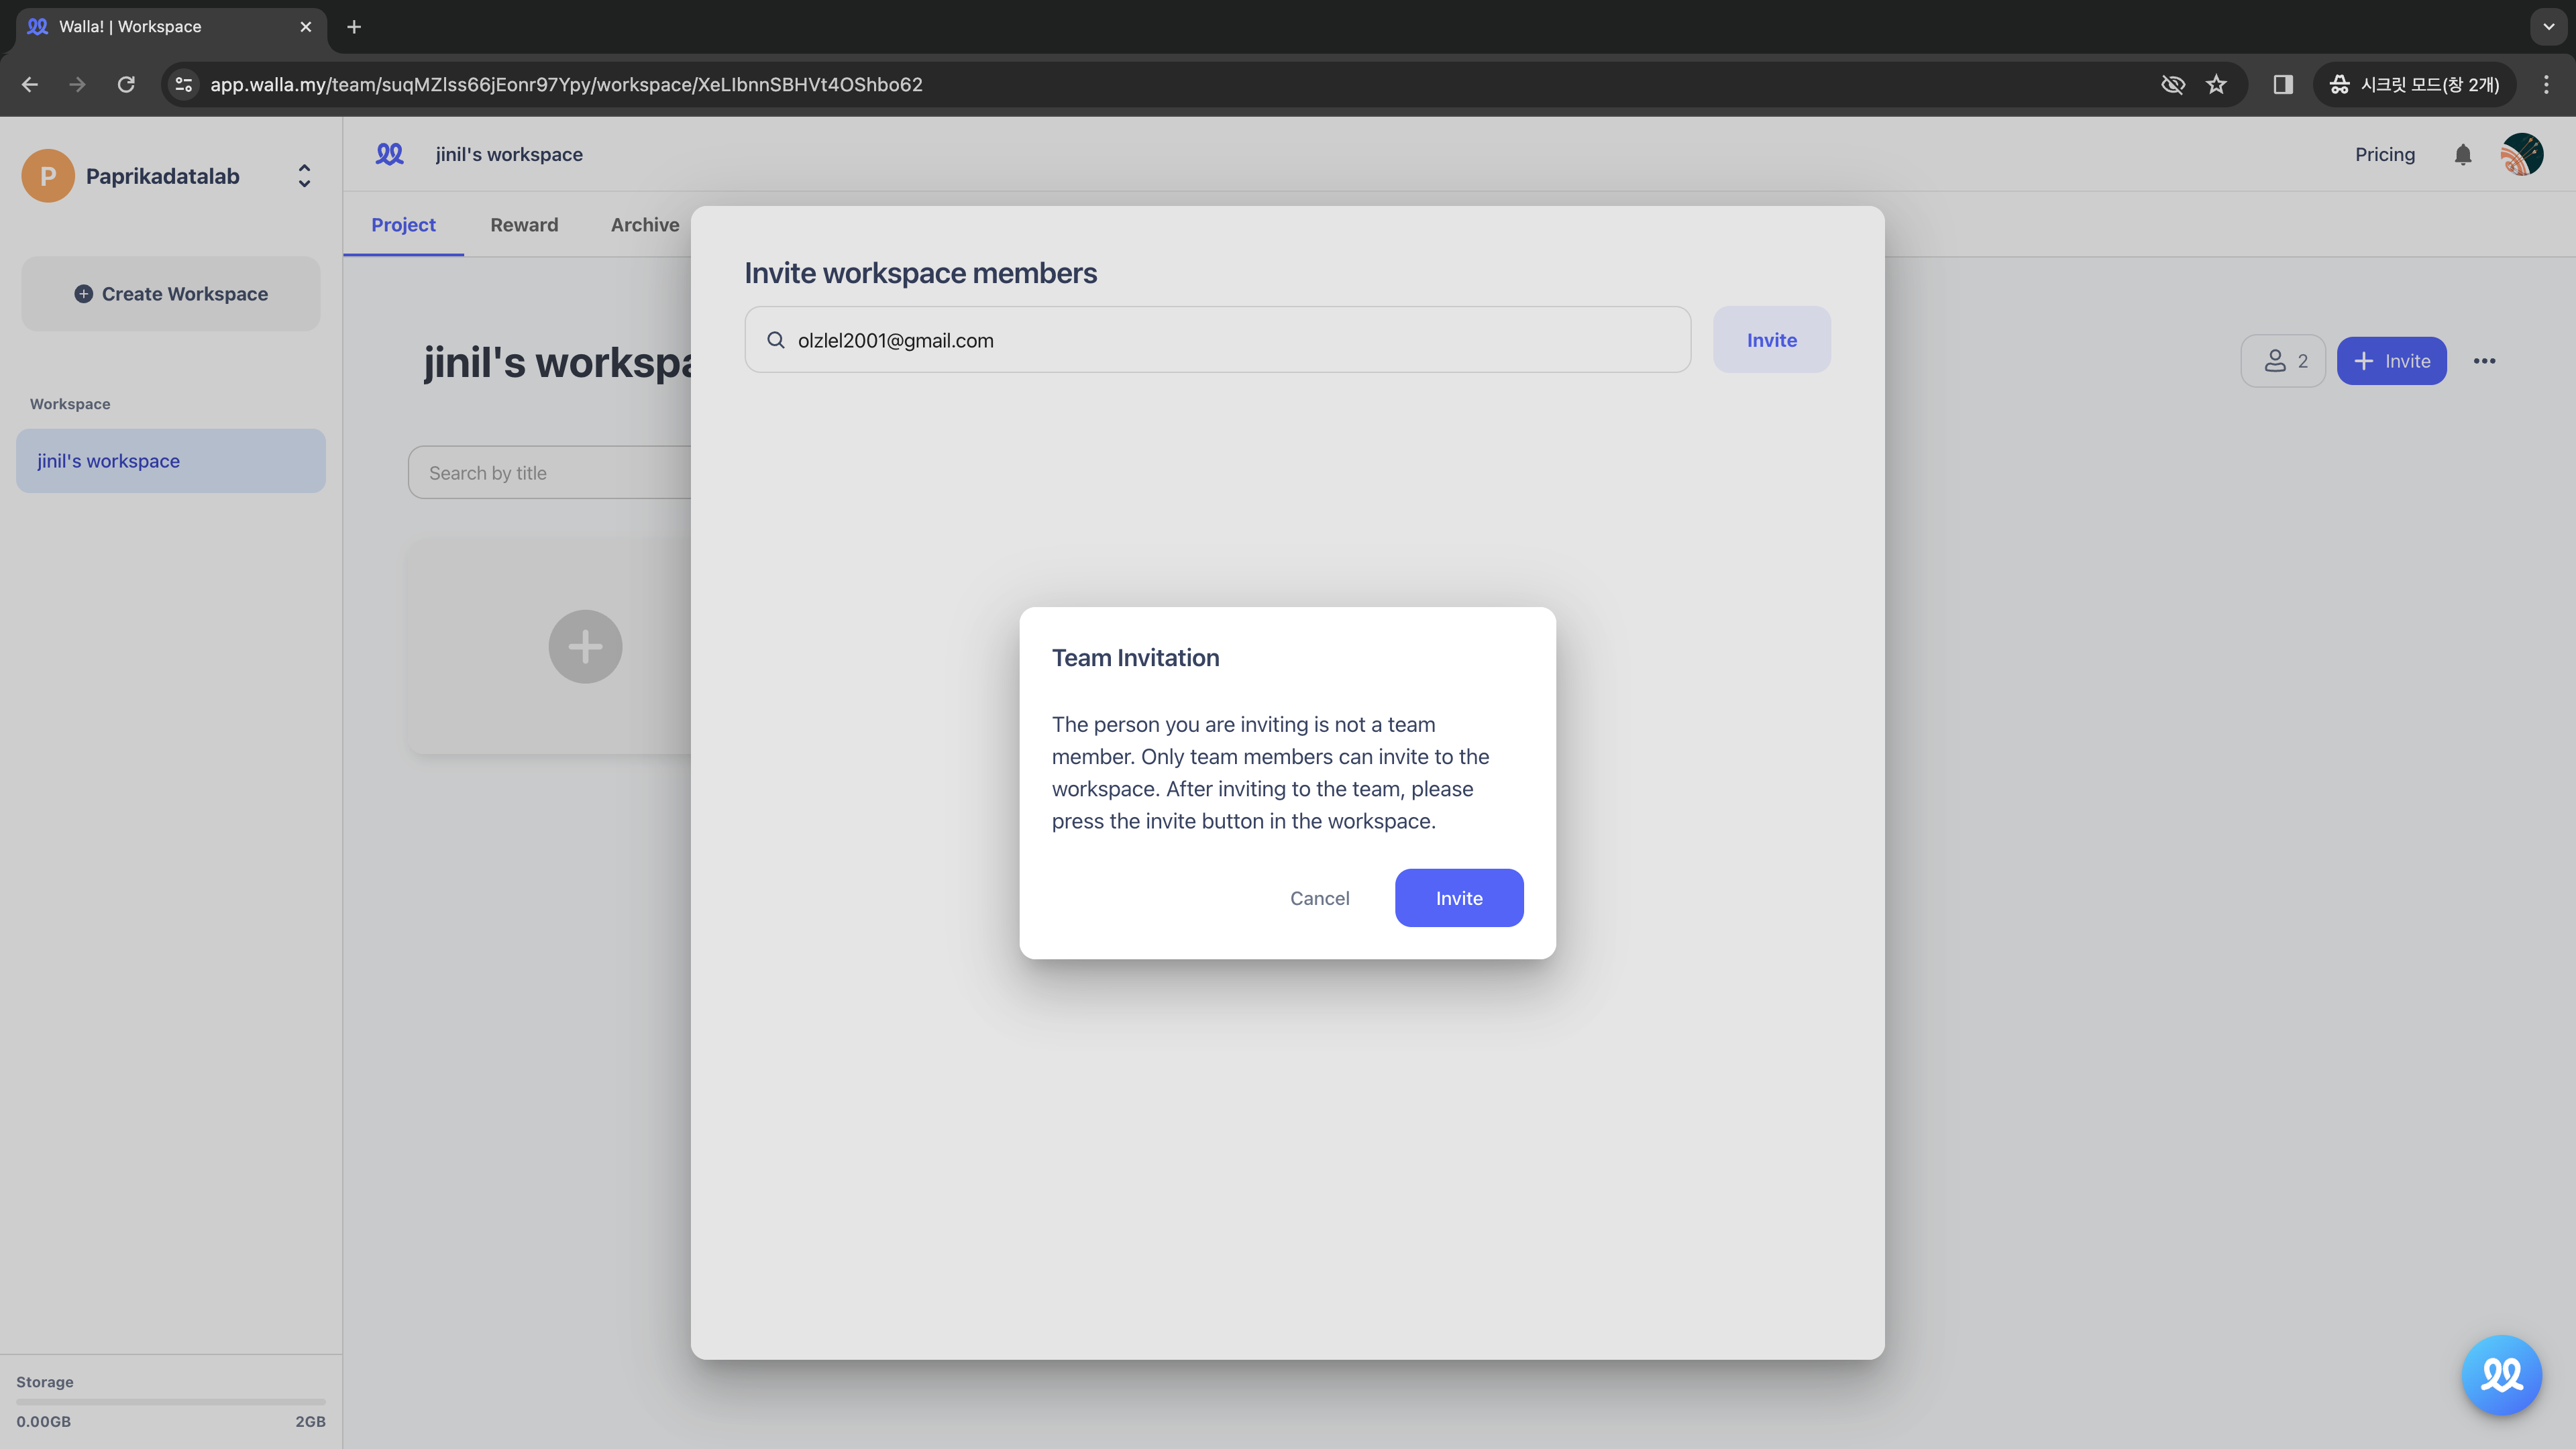 Walla! | Workspace
app.walla.my/team/suqMZlss66jEonr97Ypy/workspace/XeLIbnnSBHVt4OShbo62
시크릿 모드(창 2개)
P
Paprikadatalab
jinil's workspace
Pricing
Project
Reward
Archive
Create Workspace
Invite workspace members
olzlel2001@gmail.com
Invite
jinil's workspa
2
Invite
Workspace
jinil's workspace
Search by title
Team Invitation
The person you are inviting is not a team
member. Only team members can invite to the
workspace. After inviting to the team, please
press the invite button in the workspace.
Cancel
Invite
Storage
0.00GB
2GB